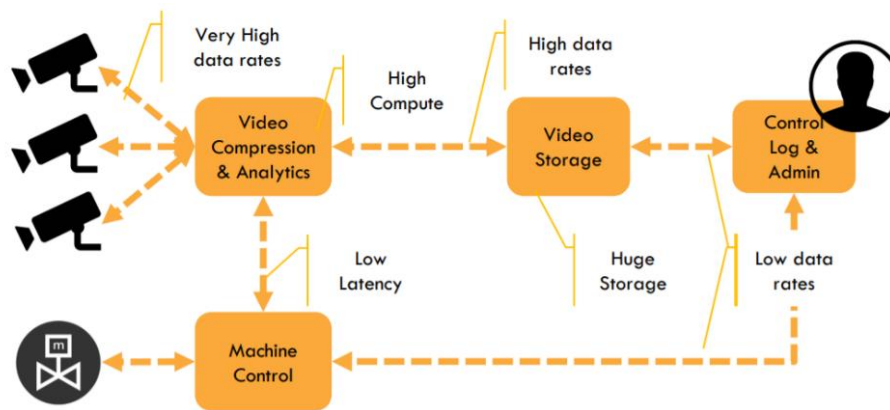 Very High
data rates
High
Compute
High data
rates
Video
Compression
& Analytics
Video
Storage
Control
Log &
Admin
Low
Latency
Huge
Storage
Low data
rates
m
Machine
Control